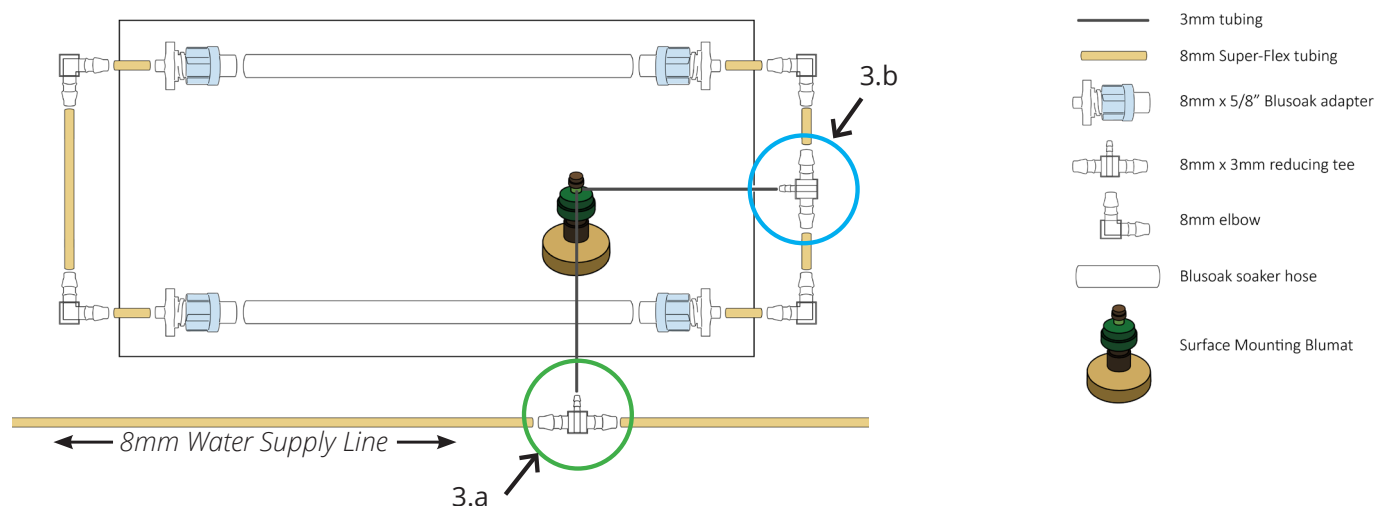 3.b
8mm Water Supply Line
3.a
3mm tubing
8mm Super-Flex tubing
8mm x 5/8” Blusoak adapter
8mm x 3mm reducing tee
8mm elbow
Blusoak soaker hose
Surface Mounting Blumat